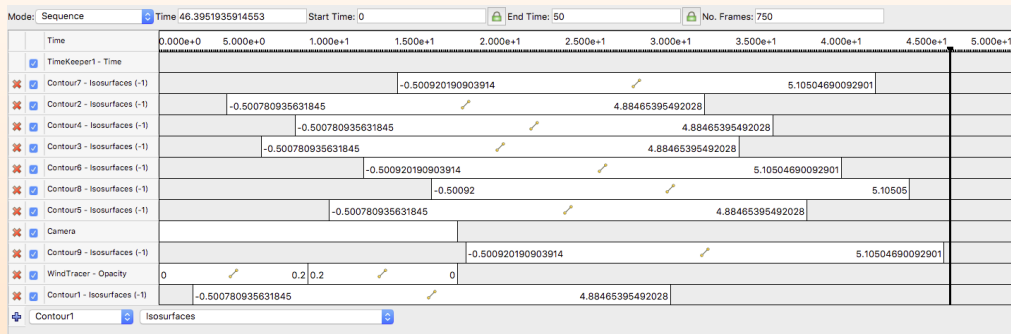 Mode: Sequence Time 46.3951935914553 Start Time: 0 End Time: 50 No. Frames: 750
Time 0.000e+0 5.000e+0 1.000e+1 1.500e+1 2.000e+1 2.500e+1 3.000e+1 3.500e+1 4.000e+1 4.500e+1 5.000e+1
TimeKeeper1 - Time
Contour7 - Isosurfaces (-1) -0.500920190903914 5.10504690092901
Contour2 - Isosurfaces (-1) -0.500780935631845 4.88465395492028
Contour4 - Isosurfaces (-1) -0.500780935631845 4.88465395492028
Contour3 - Isosurfaces (-1) -0.500780935631845 4.88465395492028
Contour6 - Isosurfaces (-1) -0.500920190903914 5.10504690092901
Contour8 - Isosurfaces (-1) -0.50092 5.10505
Contour5 - Isosurfaces (-1) -0.500780935631845 4.88465395492028
Camera
Contour9 - Isosurfaces (-1) -0.500920190903914 5.10504690092901
WindTracer - Opacity 0 0.2 0.2 0
Contour1 - Isosurfaces (-1) -0.500780935631845 4.88465395492028
Contour1 Isosurfaces